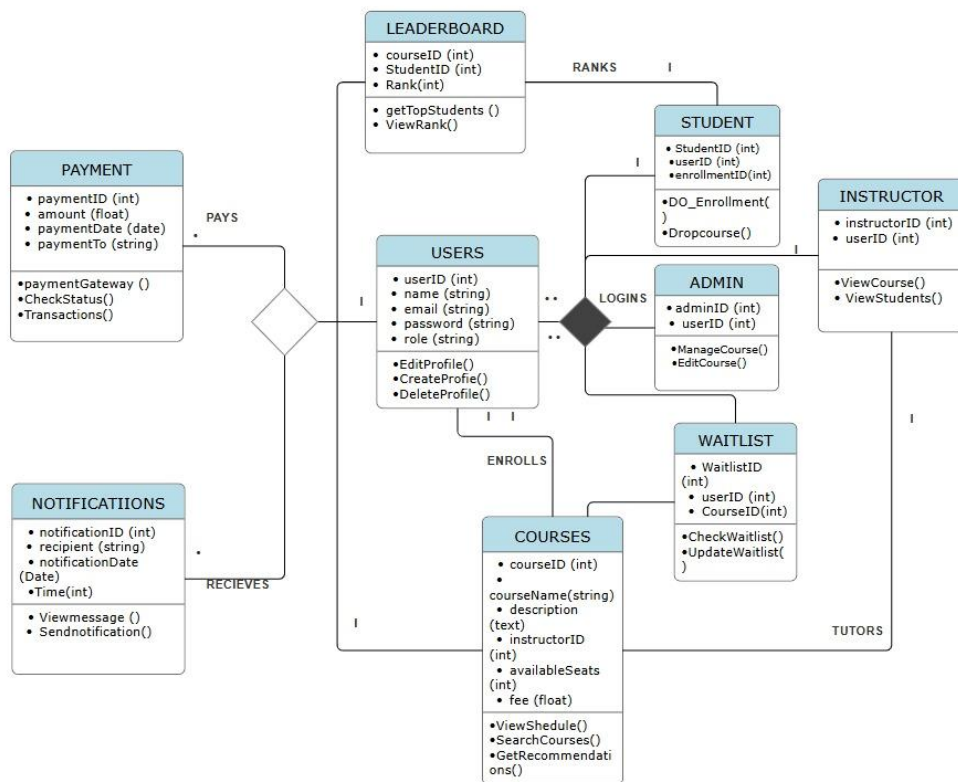 LEADERBOARD
• courseID (int)
• StudentID (int)
• Rank(int)
• getTopStudents ()
• ViewRank()
RANKS
I
STUDENT
• StudentID (int)
•userID (int)
•enrollmentID(int)
•DO_Enrollment(
)
•Dropcourse()
I
PAYMENT
• paymentID (int)
• amount (float)
• paymentDate (date)
• paymentTo (string)
•paymentGateway ()
•CheckStatus()
•Transactions()
PAYS
*
INSTRUCTOR
• instructorID (int)
• userID (int)
•ViewCourse()
• ViewStudents()
I
USERS
• userID (int)
• name (string)
• email (string)
• password (string)
• role (string)
•EditProfile()
•CreateProfie()
•DeleteProfile()
I
**
**
LOGINS
ADMIN
•adminID (int)
• userID (int)
•ManageCourse()
•EditCourse()
I I
ENROLLS
WAITLIST
• WaitlistID
(int)
• userID (int)
• CourseID(int)
•CheckWaitlist()
•UpdateWaitlist(
)
I
NOTIFICATIIONS
• notificationID (int)
• recipient (string)
• notificationDate
(Date)
•Time(int)
• Viewmessage ()
• Sendnotification()
*
RECIEVES
COURSES
• courseID (int)
•
courseName(string)
• description
(text)
• instructorID
(int)
• availableSeats
(int)
• fee (float)
•ViewShedule()
•SearchCourses()
•GetRecommendati
ons()
I
TUTORS